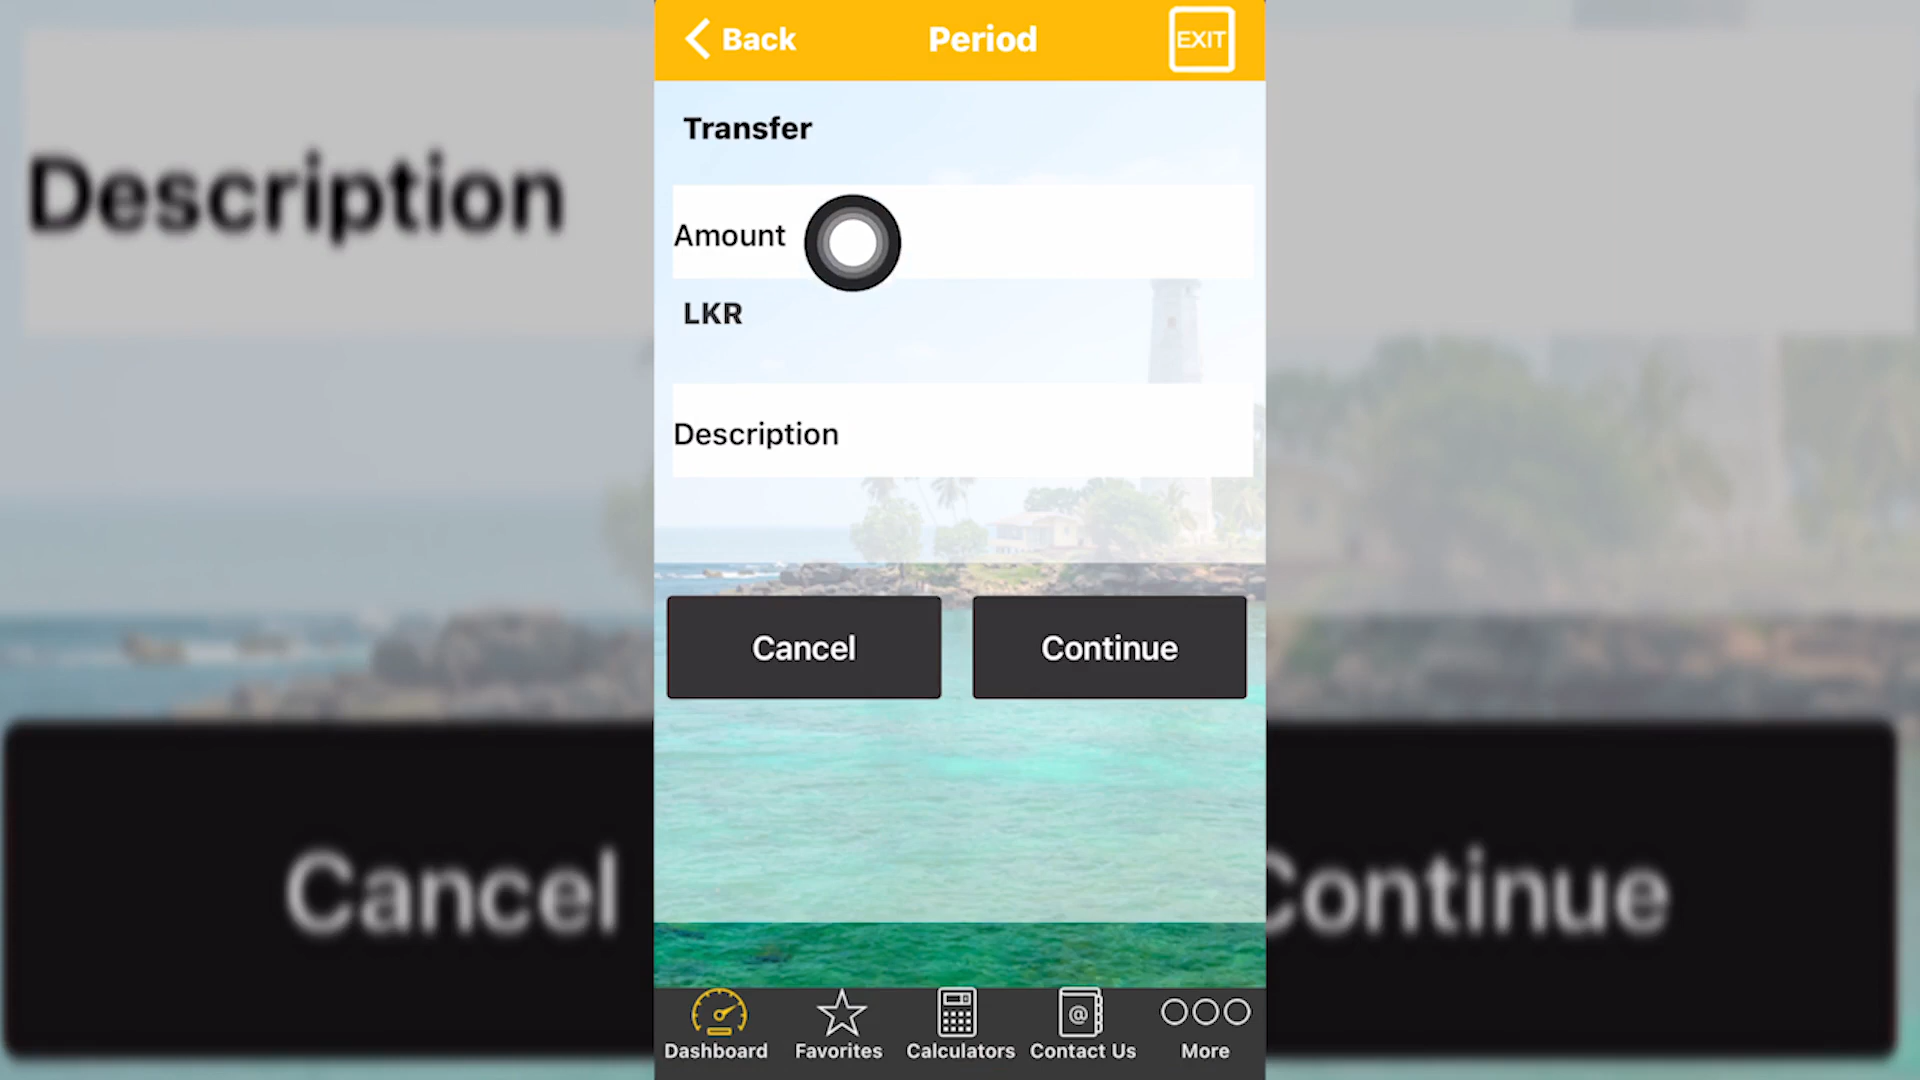 Back Period EXIT
Transfer
Amount
LKR
Description
Cancel Continue
Dashboard Favorites Calculators Contact Us More
Description
Cancel
Continue